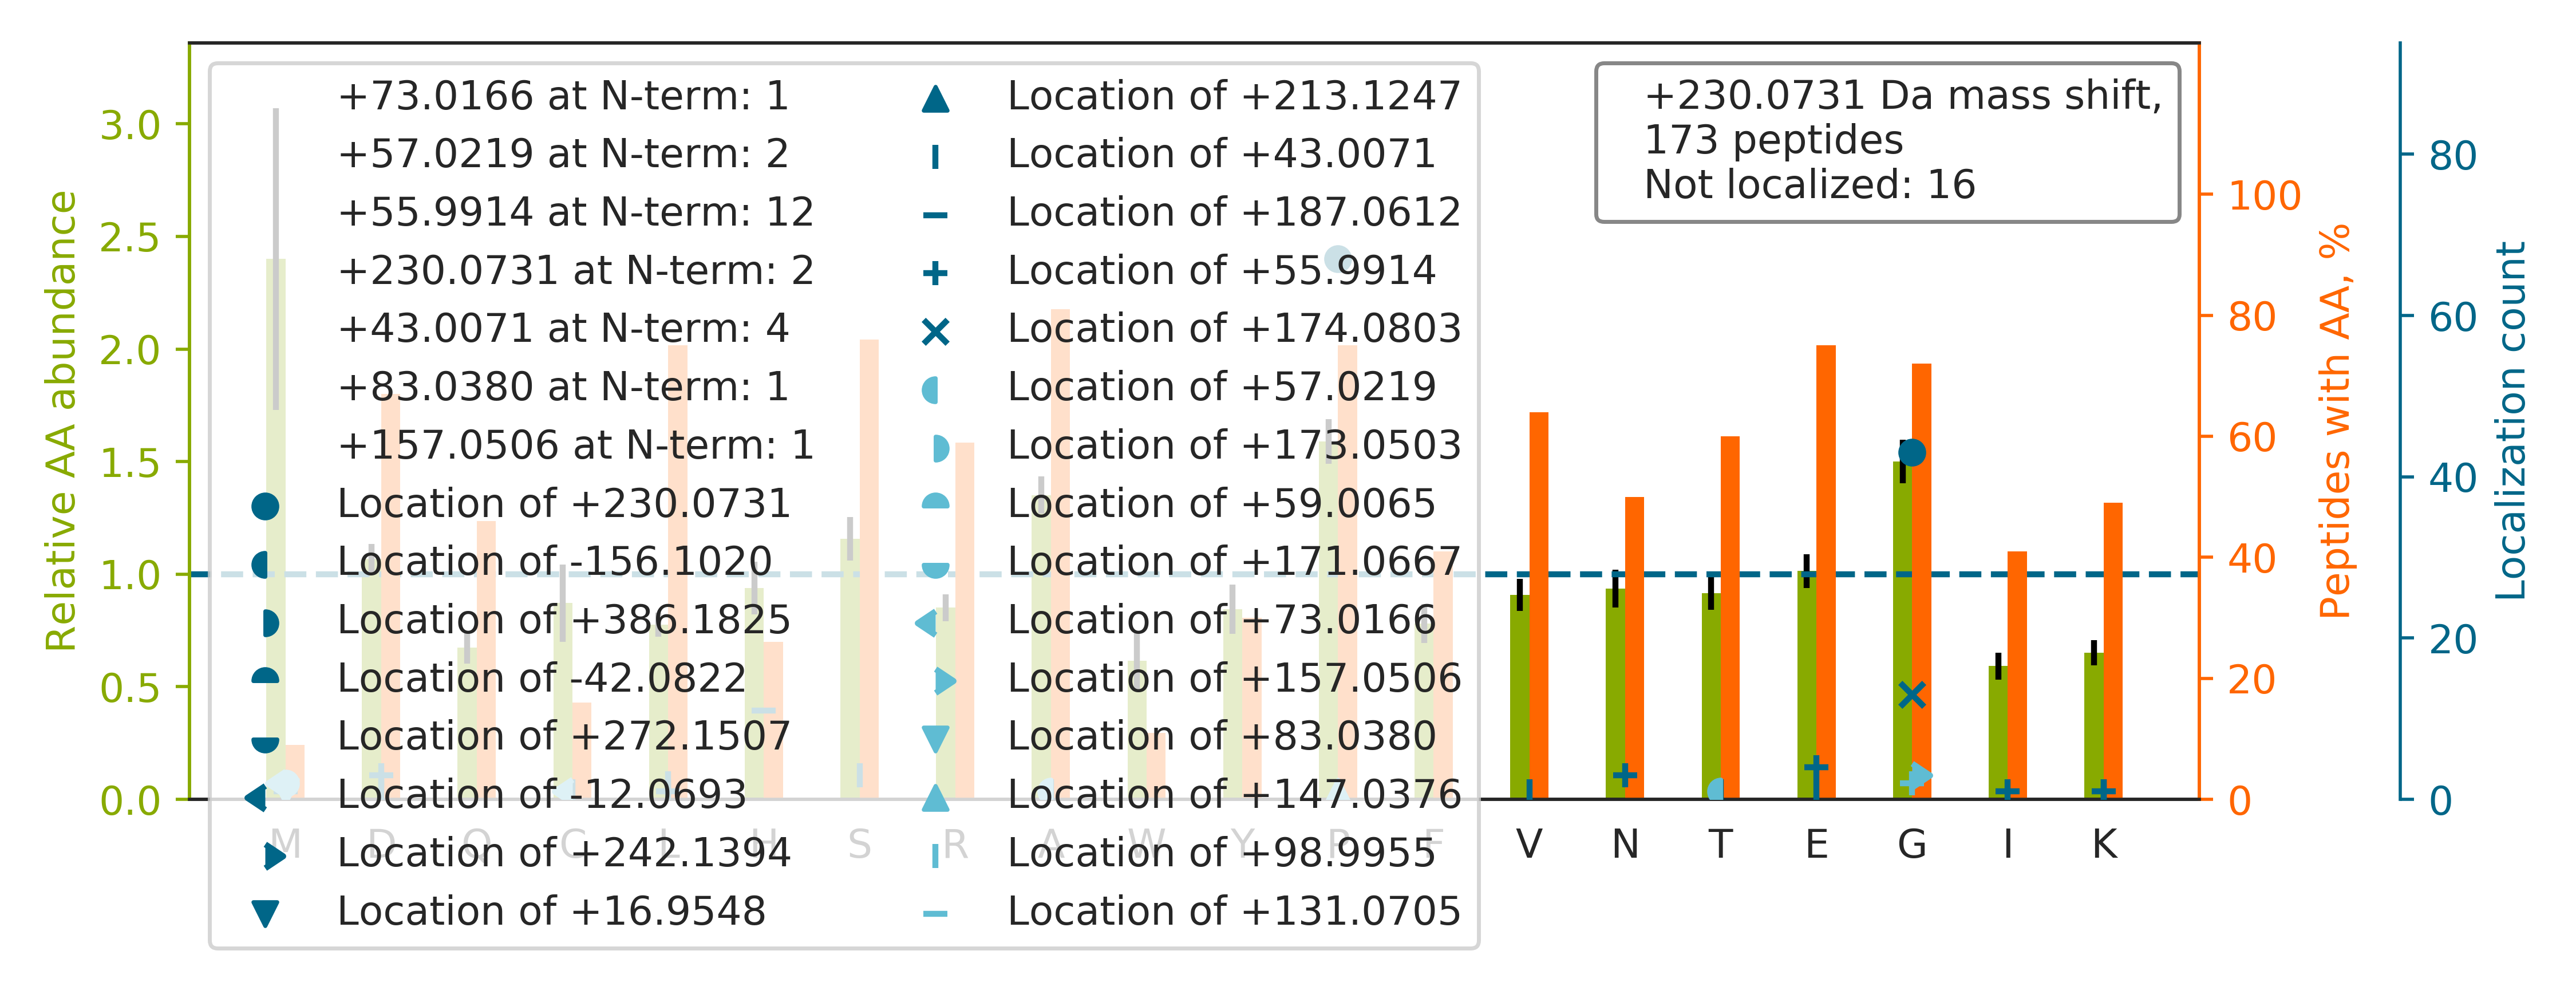 +73.0166 at N-term: 1
+57.0219 at N-term: 2
+55.9914 at N-term: 12
+230.0731 at N-term: 2
+43.0071 at N-term: 4
+83.0380 at N-term: 1
+157.0506 at N-term: 1
Location of +230.0731
Location of -156.1020
Location of +386.1825
Location of -42.0822
Location of +272.1507
Location of -12.0693
Location of +242.1394
Location of +16.9548
Location of +213.1247
Location of +43.0071
Location of +187.0612
Location of +55.9914
Location of +174.0803
Location of +57.0219
Location of +173.0503
Location of +59.0065
Location of +171.0667
Location of +73.0166
Location of +157.0506
Location of +83.0380
Location of +147.0376
Location of +98.9955
Location of +131.0705
+230.0731 Da mass shift,
173 peptides
Not localized: 16
Relative AA abundance
3.0
2.5
2.0
1.5
1.0
0.5
0.0
M D Q C L H S R A W Y P F V N T E G I K
100
80
60
40
20
0
Peptides with AA, %
80
60
40
20
0
Localization count